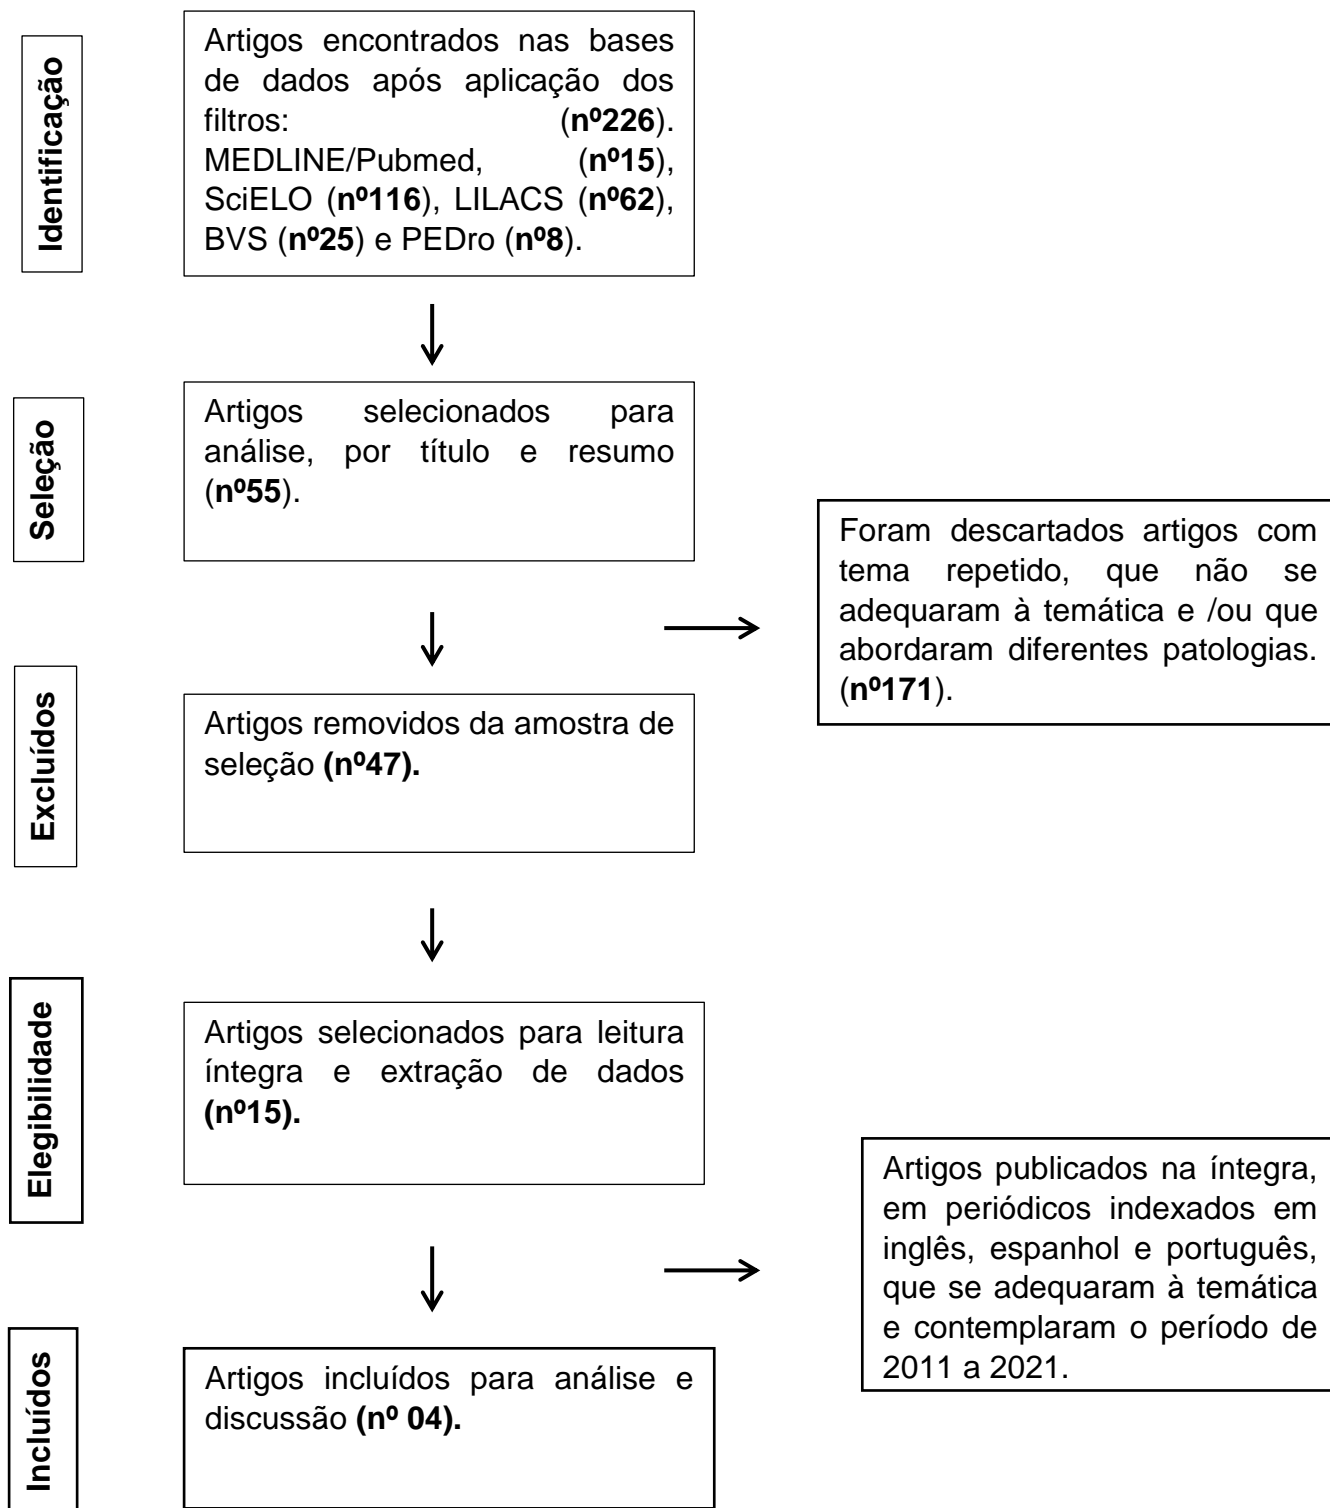 Identificação
Artigos encontrados nas bases
de dados após aplicação dos
filtros: (nº226).
MEDLINE/Pubmed, (nº15),
SciELO (nº116), LILACS (nº62),
BVS (nº25) e PEDro (nº8).
Seleção
Artigos selecionados para
análise, por título e resumo
(nº55).
Foram descartados artigos com
tema repetido, que não se
adequaram à temática e /ou que
abordaram diferentes patologias.
(nº171).
Excluídos
Artigos removidos da amostra de
seleção (nº47).
Elegibilidade
Artigos selecionados para leitura
íntegra e extração de dados
(nº15).
Artigos publicados na íntegra,
em periódicos indexados em
inglês, espanhol e português,
que se adequaram à temática
e contemplaram o período de
2011 a 2021.
Incluídos
Artigos incluídos para análise e
discussão (nº 04).